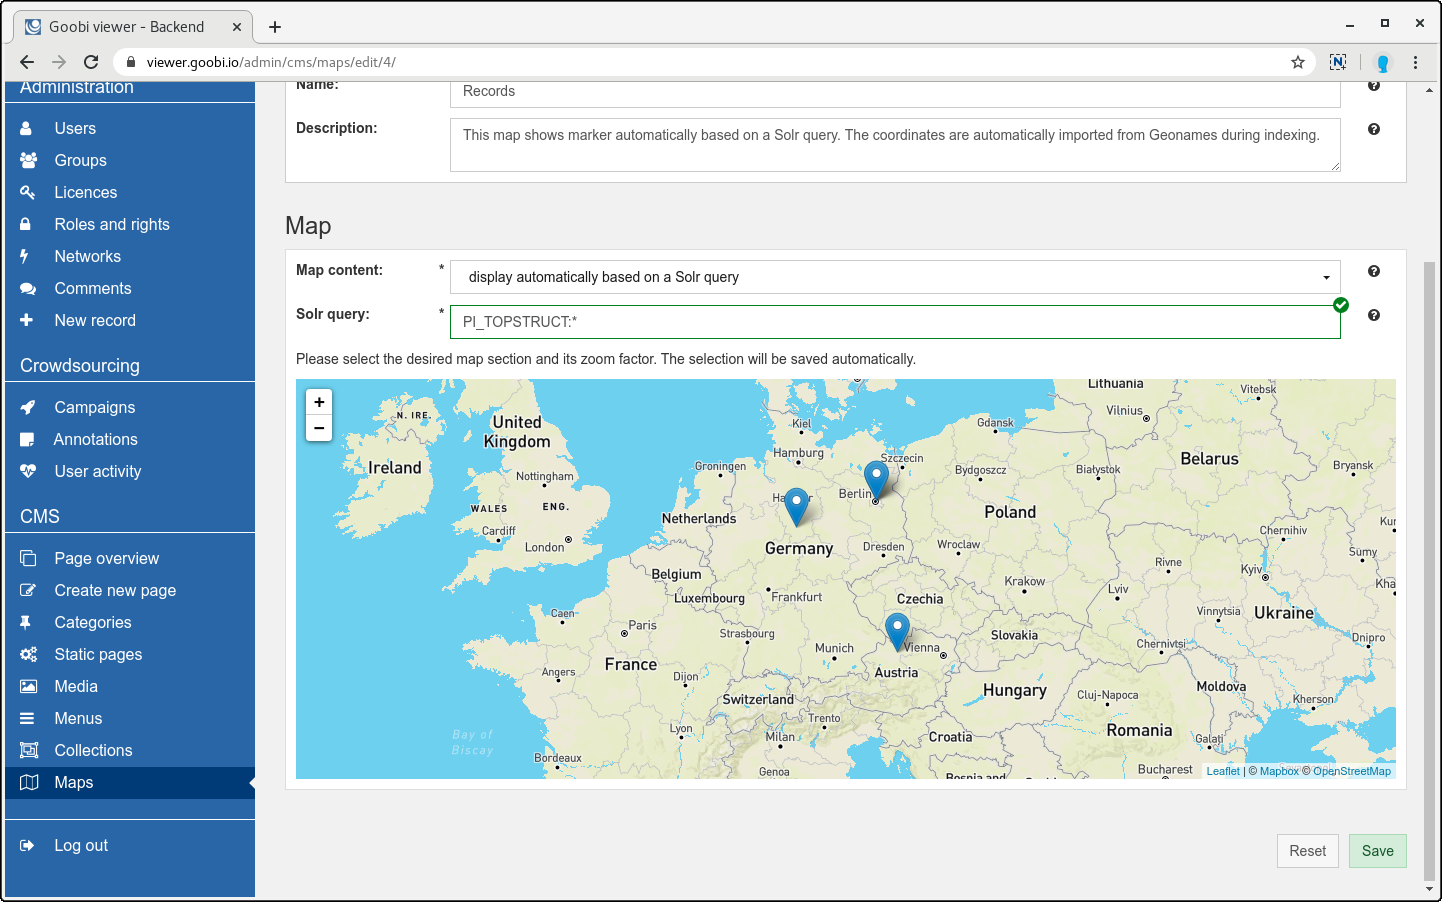 Goobi viewer - Backend
viewer.goobi.io/admin/cms/maps/edit/4/
Administration
Users
Groups
Licences
Roles and rights
Networks
Comments
New record
Crowdsourcing
Campaigns
Annotations
User activity
CMS
Page overview
Create new page
Categories
Static pages
Media
Menus
Collections
Maps
Log out
Name:
Records
Description:
This map shows marker automatically based on a Solr query. The coordinates are automatically imported from Geonames during indexing.
Map
Map content: *
display automatically based on a Solr query
Solr query: *
PI_TOPSTRUCT:*
Please select the desired map section and its zoom factor. The selection will be saved automatically.
+
−
N. IRE.
United
Kingdom
Ireland
Nottingham
WALES
ENG.
Cardiff
London
Netherlands
Groningen
Kiel
Hamburg
Szczecin
Berlin
Gdansk
Bydgoszcz
Lithuania
Vilnius
Vitebsk
Belarus
Bryansk
Białystok
Poland
Germany
Dresden
Wroclaw
Chernihiv
Sumy
Rivne
Kyiv
Belgium
Luxembourg
Frankfurt
Czechia
Krakow
Lviv
Vinnytsia
Ukraine
Dnipro
Caen
Paris
Strasbourg
Munich
Vienna
Slovakia
Chernivtsi
Angers
France
Dijon
Austria
Switzerland
Hungary
Cluj-Napoca
Moldova
Kherson
Bay of
Biscay
Lyon
Trento
Milan
Croatia
Romania
Galati
Bordeaux
Genoa
Bucharest
Leaflet | © Mapbox © OpenStreetMap
Reset
Save